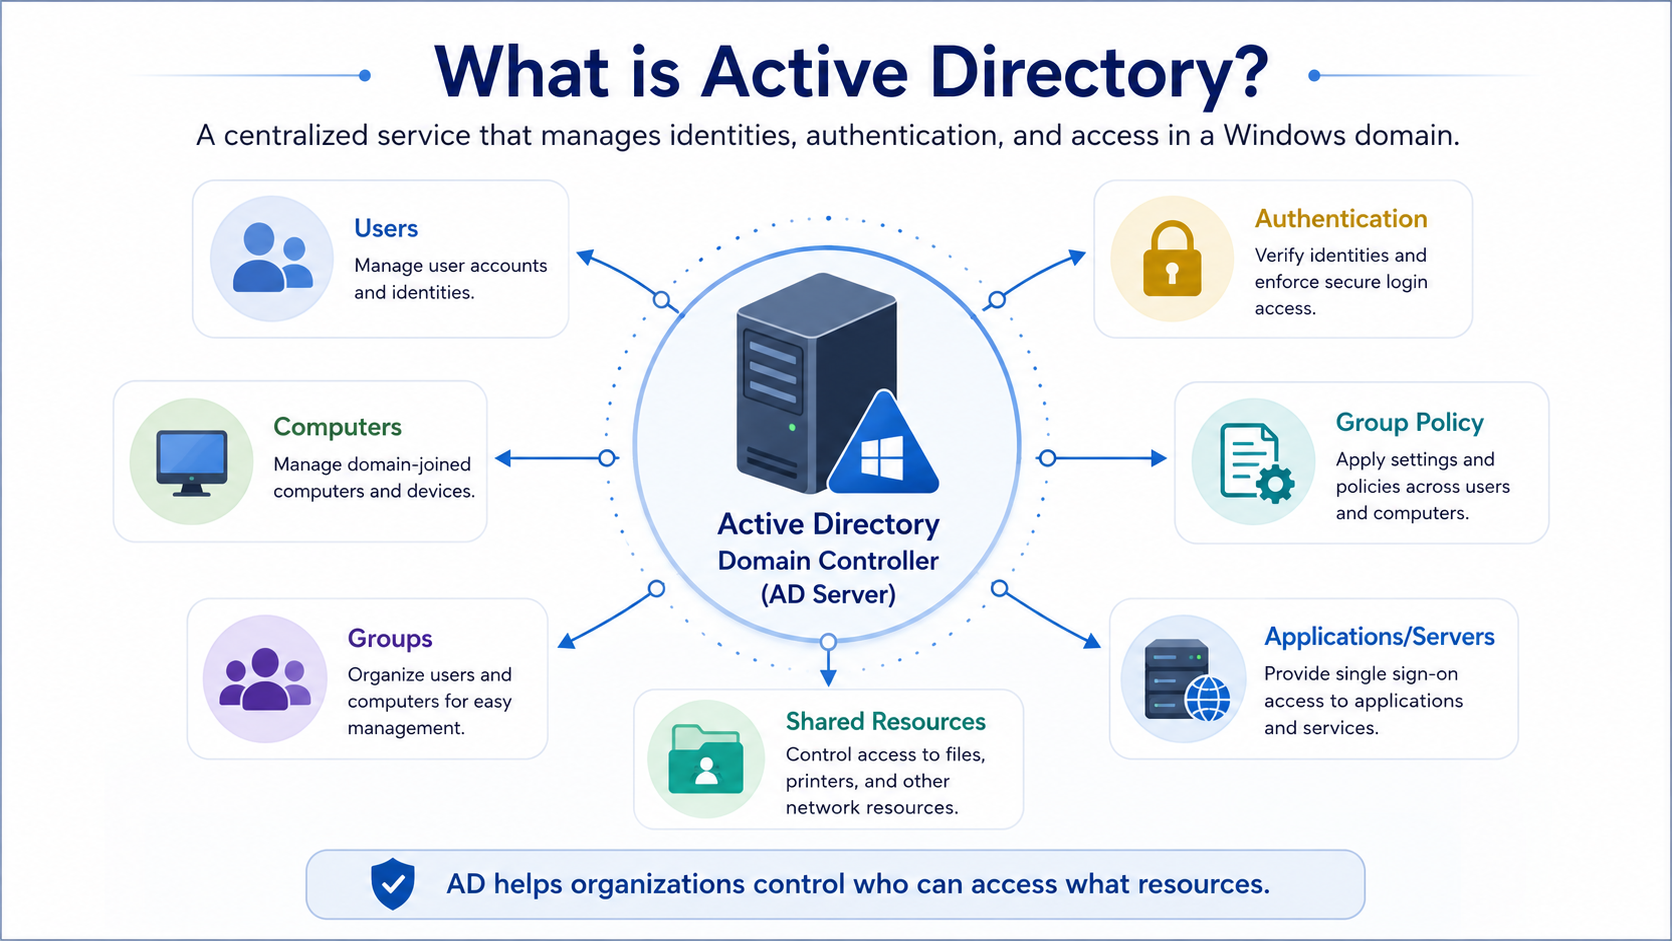 What is Active Directory?
A centralized service that manages identities, authentication, and access in a Windows domain.
Users
Manage user accounts
and identities.
Authentication
Verify identities and
enforce secure login
access.
Computers
Manage domain-joined
computers and devices.
Group Policy
Apply settings and
policies across users
and computers.
Active Directory
Domain Controller
(AD Server)
Groups
Organize users and
computers for easy
management.
Applications/Servers
Provide single sign-on
access to applications
and services.
Shared Resources
Control access to files,
printers, and other
network resources.
AD helps organizations control who can access what resources.